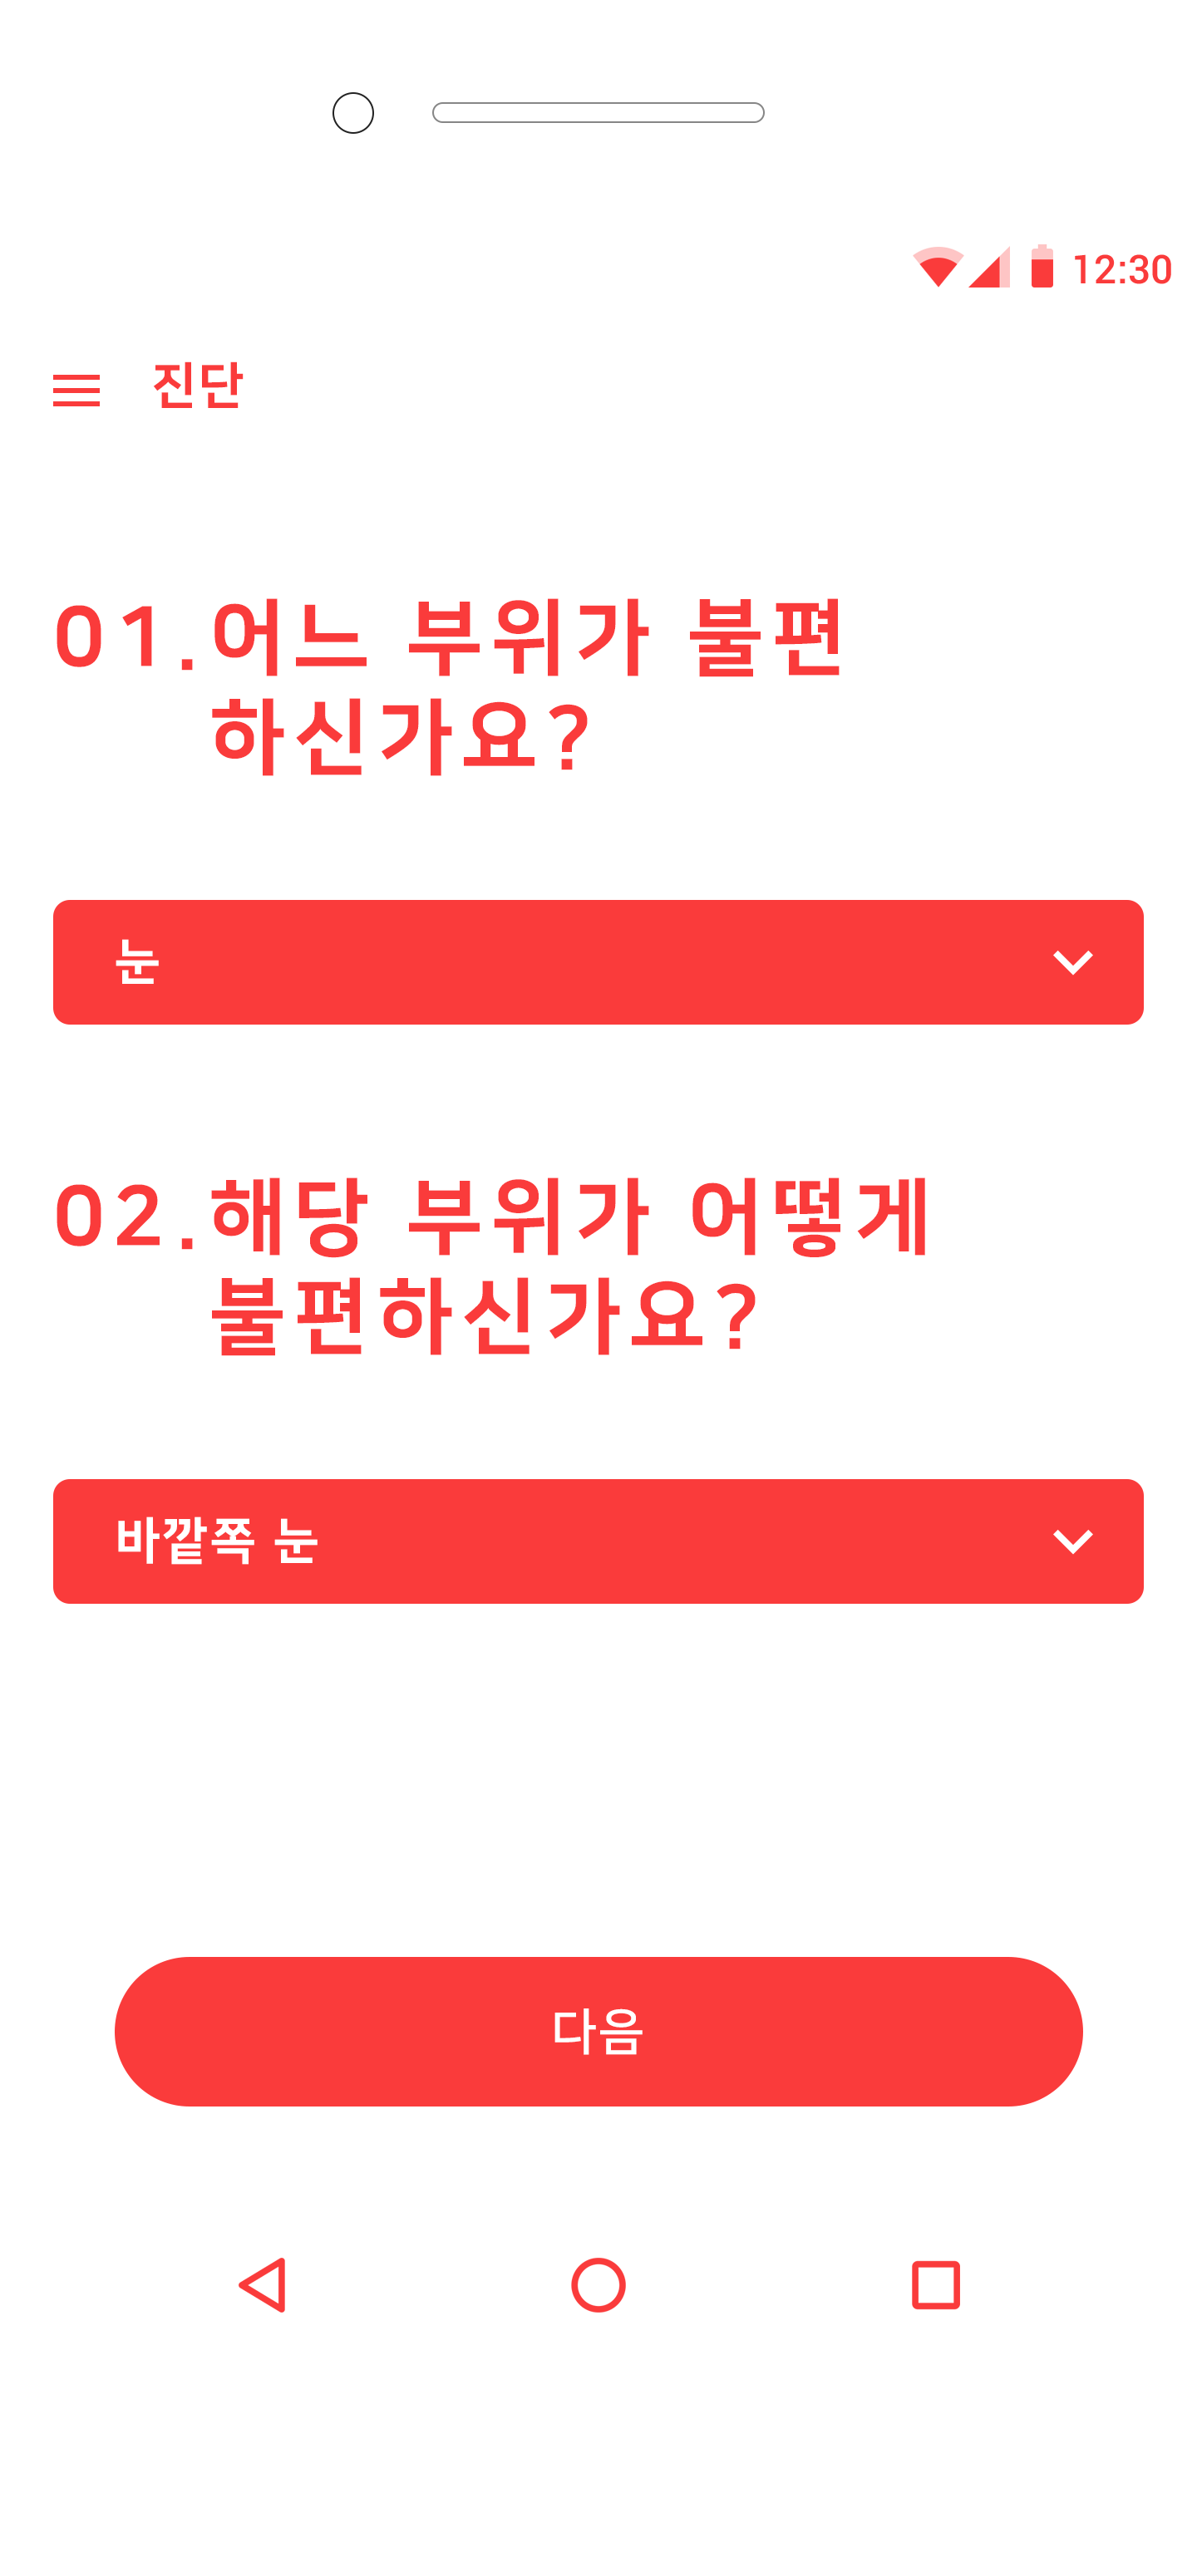 12:30
진단
01.어느 부위가 불편
하신가요?
눈
02.해당 부위가 어떻게
불편하신가요?
바깥쪽 눈
다음